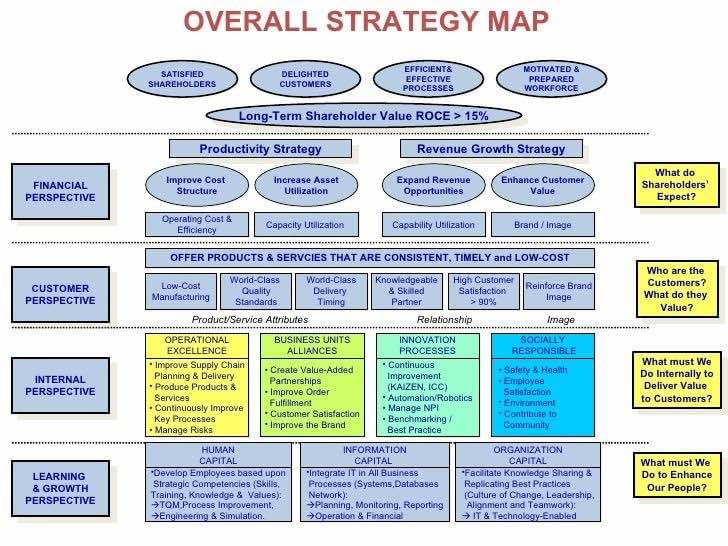 OVERALL STRATEGY MAP
SATISFIED
SHAREHOLDERS
DELIGHTED
CUSTOMERS
EFFICIENT&
EFFECTIVE
PROCESSES
MOTIVATED &
PREPARED
WORKFORCE
Long-Term Shareholder Value ROCE > 15%
Productivity Strategy
Revenue Growth Strategy
FINANCIAL
PERSPECTIVE
Improve Cost
Structure
Increase Asset
Utilization
Expand Revenue
Opportunities
Enhance Customer
Value
What do
Shareholders'
Expect?
Operating Cost &
Efficiency
Capacity Utilization
Capability Utilization
Brand / Image
OFFER PRODUCTS & SERVCIES THAT ARE CONSISTENT, TIMELY and LOW-COST
CUSTOMER
PERSPECTIVE
Low-Cost
Manufacturing
World-Class
Quality
Standards
World-Class
Delivery
Timing
Knowledgeable
& Skilled
Partner
High Customer
Satisfaction
> 90%
Reinforce Brand
Image
Who are the
Customers?
What do they
Value?
Product/Service Attributes
Relationship
Image
INTERNAL
PERSPECTIVE
OPERATIONAL
EXCELLENCE
• Improve Supply Chain
Planning & Delivery
• Produce Products &
Services
• Continuously Improve
Key Processes
• Manage Risks
BUSINESS UNITS
ALLIANCES
• Create Value-Added
Partnerships
• Improve Order
Fulfillment
• Customer Satisfaction
• Improve the Brand
INNOVATION
PROCESSES
• Continuous
Improvement
(KAIZEN, ICC)
• Automation/Robotics
• Manage NPI
• Benchmarking /
Best Practice
SOCIALLY
RESPONSIBLE
• Safety & Health
• Employee
Satisfaction
• Environment
• Contribute to
Community
What must We
Do Internally to
Deliver Value
to Customers?
LEARNING
& GROWTH
PERSPECTIVE
HUMAN
CAPITAL
•Develop Employees based upon
Strategic Competencies (Skills,
Training, Knowledge & Values):
→TQM,Process Improvement,
→Engineering & Simulation.
INFORMATION
CAPITAL
•Integrate IT in All Business
Processes (Systems,Databases
Network):
→Planning, Monitoring, Reporting
→Operation & Financial
ORGANIZATION
CAPITAL
•Facilitate Knowledge Sharing &
Replicating Best Practices
(Culture of Change, Leadership,
Alignment and Teamwork):
→ IT & Technology-Enabled
What must We
Do to Enhance
Our People?